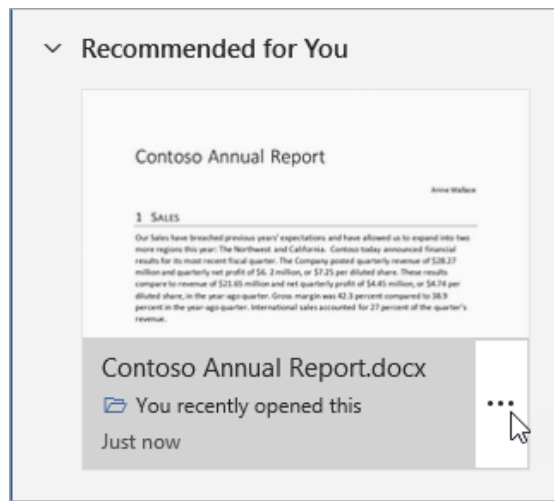 Recommended for You
Contoso Annual Report
Anne Wallace
1 SALES
Our Sales have breached previous years' expectations and have allowed us to expand into two
more regions this year: The Northwest and California. Contoso today announced financial
results for its most recent fiscal quarter. The Company posted quarterly revenue of $28.27
million and quarterly net profit of $6. 2 million, or $7.25 per diluted share. These results
compare to revenue of $21.65 million and net quarterly profit of $4.45 million, or $4.74 per
diluted share, in the year-ago quarter. Gross margin was 42.3 percent compared to 38.9
percent in the year-ago quarter. International sales accounted for 27 percent of the quarter's
revenue.
Contoso Annual Report.docx
You recently opened this
Just now